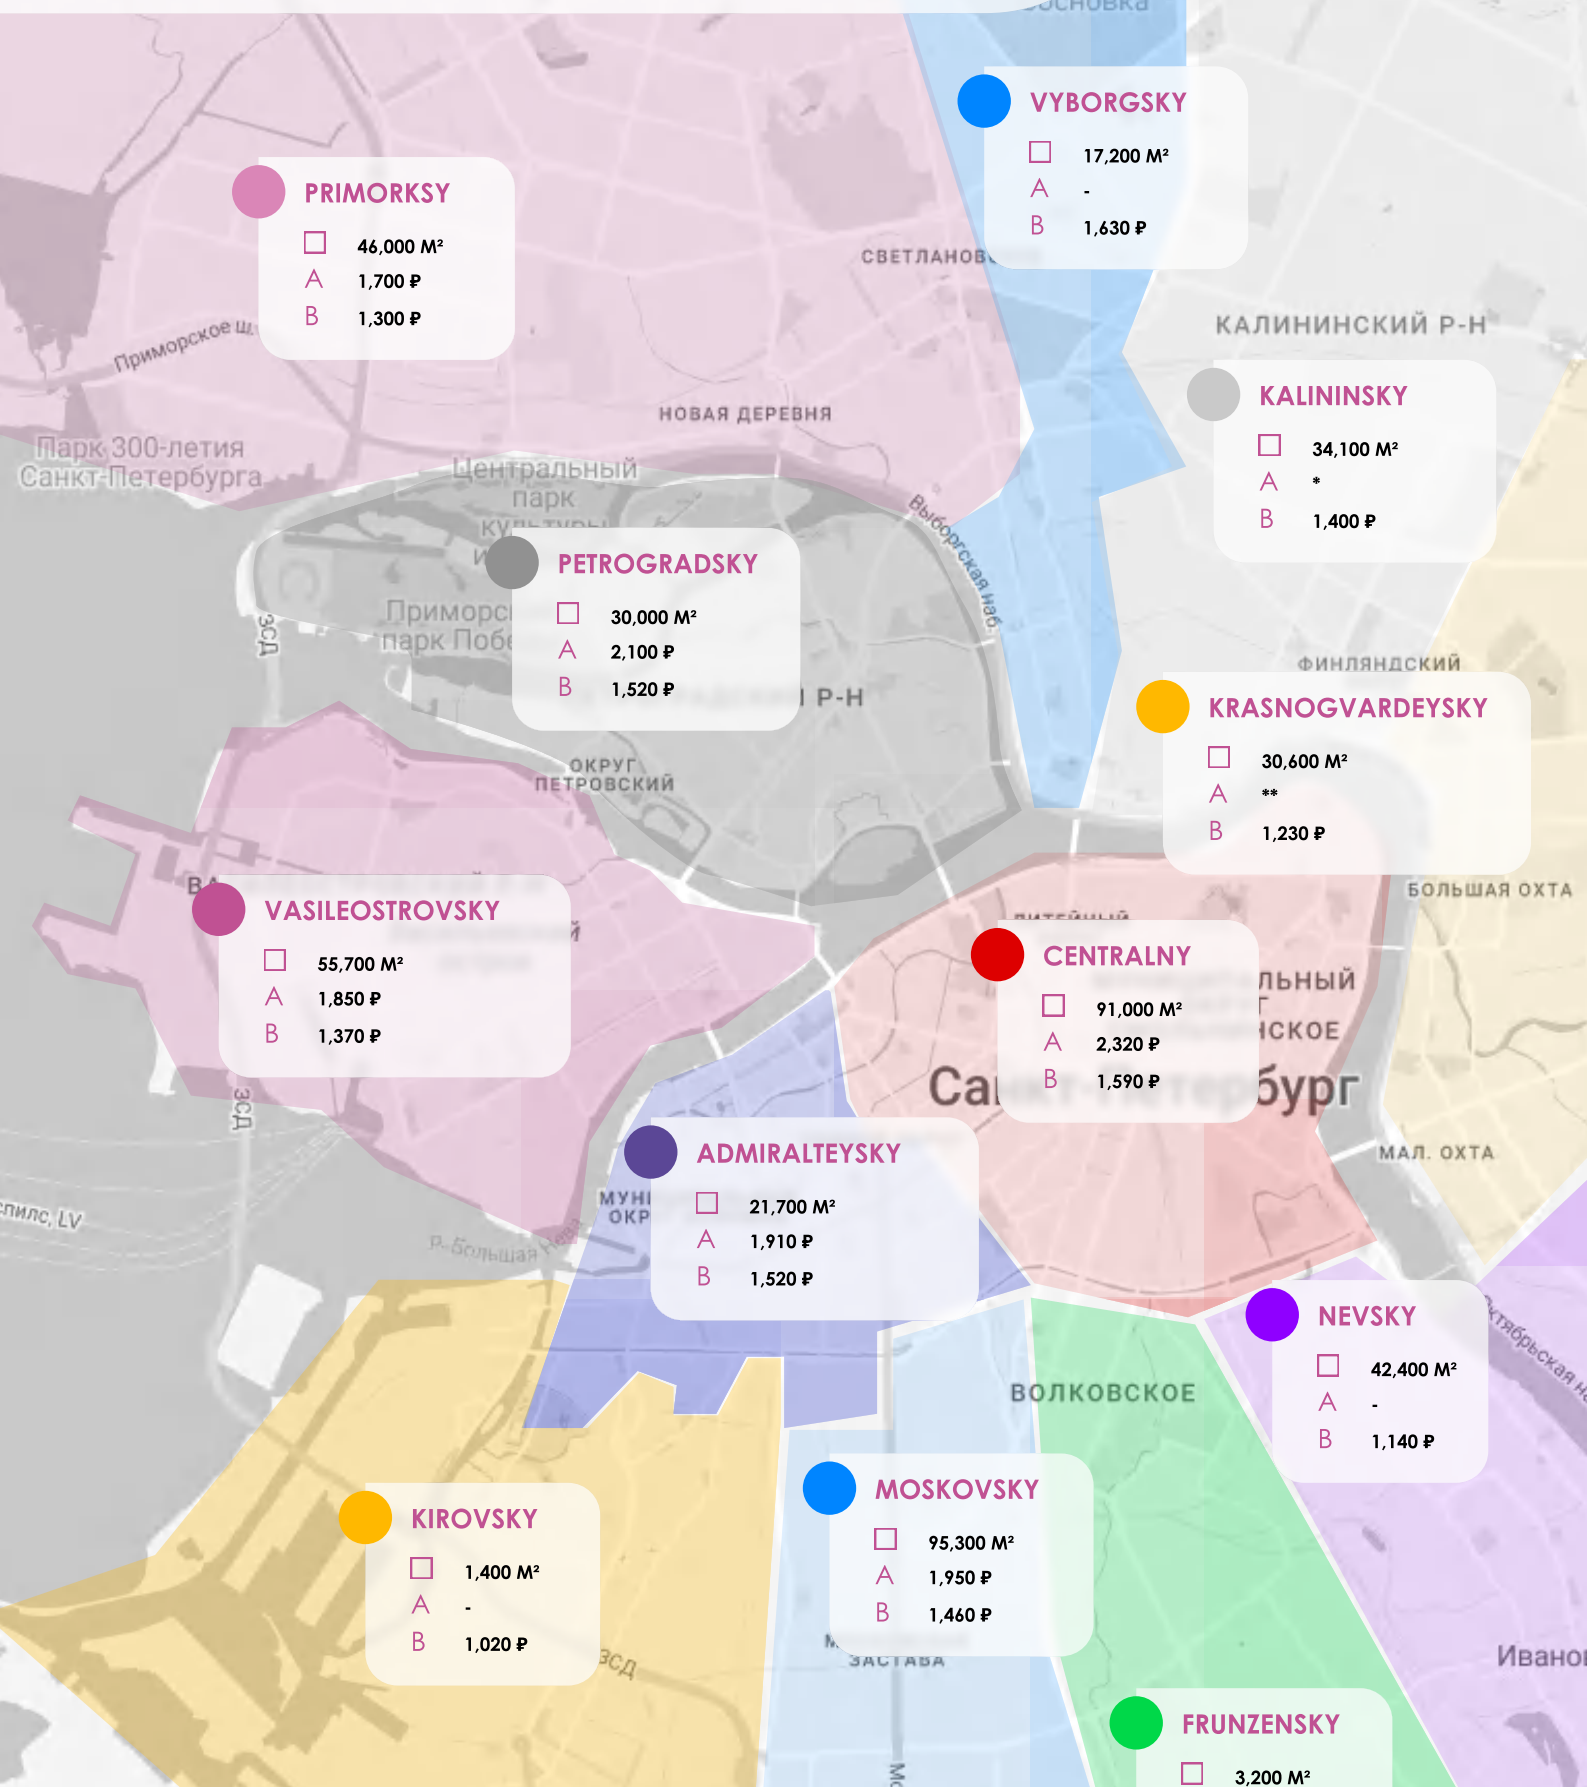 VYBORGSKY
17,200 M²
A -
B 1,630 ₽
PRIMORKSY
46,000 M²
A 1,700 ₽
B 1,300 ₽
Приморское ш.
НОВАЯ ДЕРЕВНЯ
КАЛИНИНСКИЙ Р-Н
KALININSKY
34,100 M²
A *
B 1,400 ₽
Парк 300-летия
Санкт-Петербурга
Центральный
парк
Выборгская наб.
PETROGRADSKY
30,000 M²
A 2,100 ₽
B 1,520 ₽
ЗСД
Р-Н
ФИНЛЯНДСКИЙ
KRASNOGVARDEYSKY
30,600 M²
A **
B 1,230 ₽
ОКРУГ
ПЕТРОВСКИЙ
БОЛЬШАЯ ОХТА
VASILEOSTROVSKY
55,700 M²
A 1,850 ₽
B 1,370 ₽
CENTRALNY
91,000 M²
A 2,320 ₽
B 1,590 ₽
ЗСД
МАЛ. ОХТА
ADMIRALTEYSKY
21,700 M²
A 1,910 ₽
B 1,520 ₽
р. Большая Нева
NEVSKY
42,400 M²
A -
B 1,140 ₽
ВОЛКОВСКОЕ
KIROVSKY
1,400 M²
A -
B 1,020 ₽
ЗСД
MOSKOVSKY
95,300 M²
A 1,950 ₽
B 1,460 ₽
ЗАСТАВА
FRUNZENSKY
3,200 M²